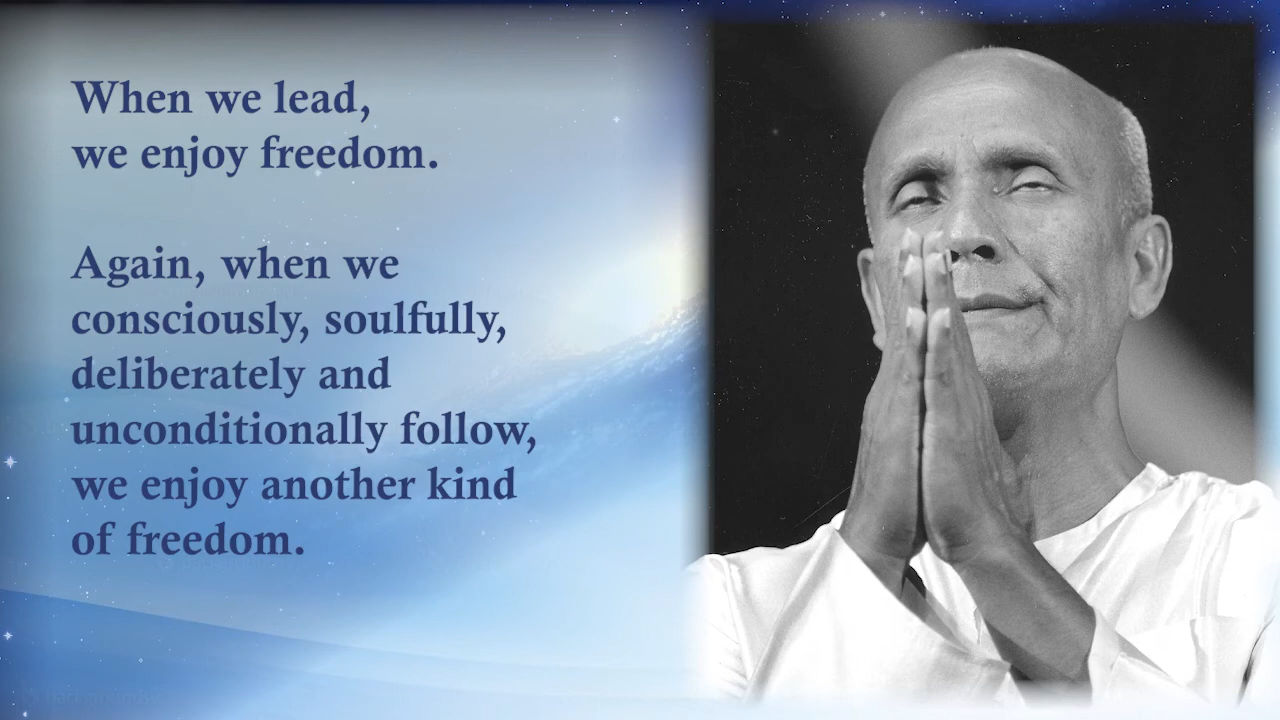 When we lead,
we enjoy freedom.
Again, when we
consciously, soulfully,
deliberately and
unconditionally follow,
we enjoy another kind
of freedom.